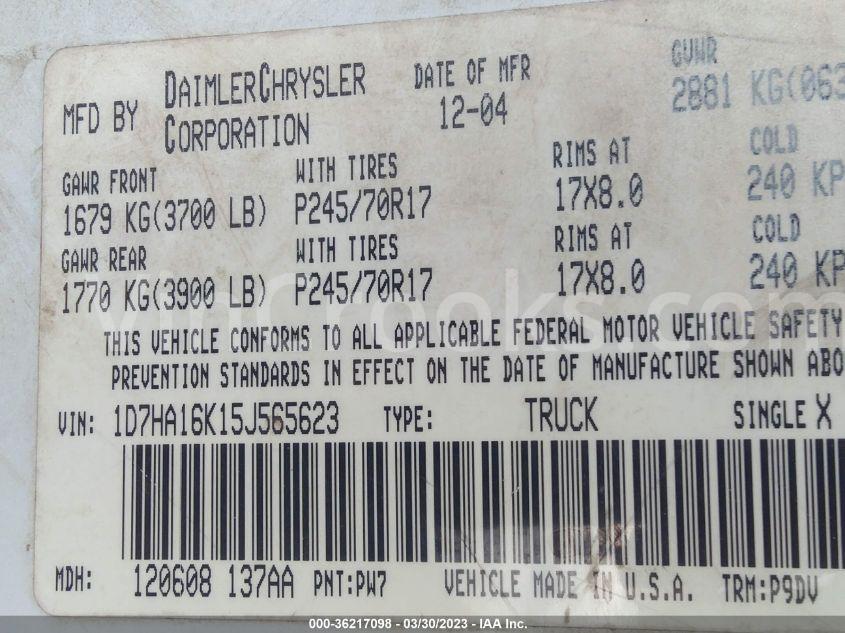 MFD BY DAIMLERCHRYSLER CORPORATION
DATE OF MFR
12-04
GVWR
2881 KG(063
GAWR FRONT WITH TIRES RIMS AT COLD
1679 KG(3700 LB) P245/70R17 17X8.0 240 KP
GAWR REAR WITH TIRES RIMS AT COLD
1770 KG(3900 LB) P245/70R17 17X8.0 240 KP
THIS VEHICLE CONFORMS TO ALL APPLICABLE FEDERAL MOTOR VEHICLE SAFETY
PREVENTION STANDARDS IN EFFECT ON THE DATE OF MANUFACTURE SHOWN ABO
VIN: 1D7HA16K15J565623 TYPE: TRUCK SINGLE X
MDH: 120608 137AA PNT:PW7 VEHICLE MADE IN U.S.A. TRM:P9DV
VinCrooks.com
000-36217098 - 03/30/2023 - IAA Inc.